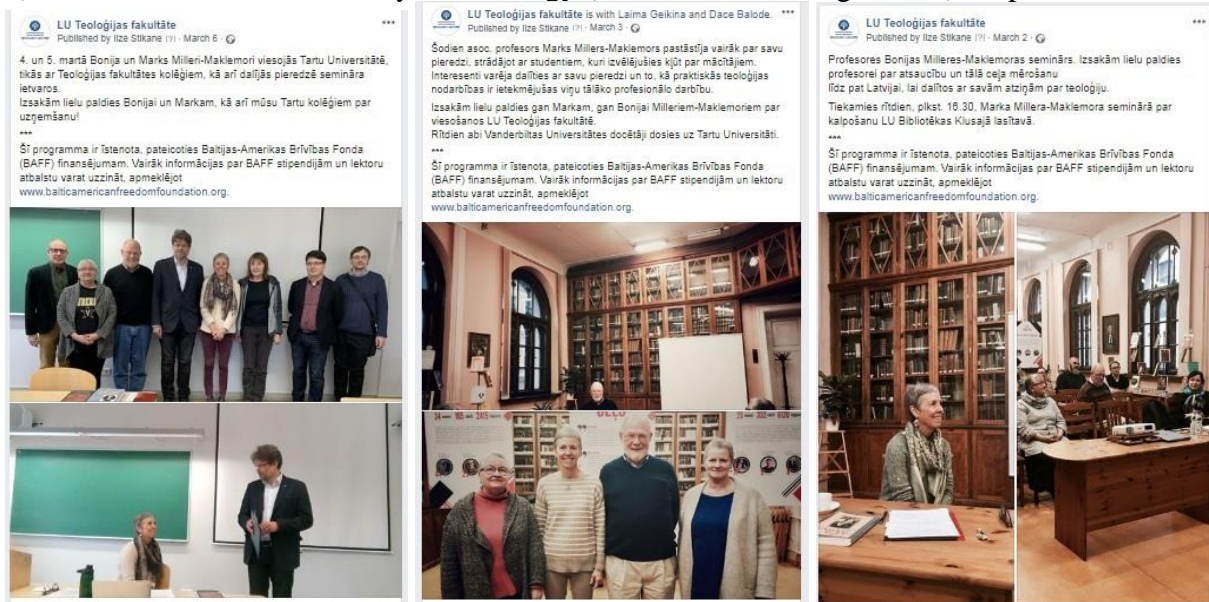 LU Teoloģijas fakultāte
Published by Ilze Stikane [?] · March 6 ·
4. un 5. martā Bonija un Marks Milleri-Maklemori viesojās Tartu Universitātē,
tikās ar Teoloģijas fakultātes kolēģiem, kā arī dalījās pieredzē semināra
ietvaros.
Izsakām lielu paldies Bonijai un Markam, kā arī mūsu Tartu kolēģiem par
uzņemšanu!
***
Šī programma ir īstenota, pateicoties Baltijas-Amerikas Brīvības Fonda
(BAFF) finansējumam. Vairāk informācijas par BAFF stipendijām un lektoru
atbalstu varat uzzināt, apmeklējot
www.balticamericanfreedomfoundation.org.
LU Teoloģijas fakultāte is with Laima Geikina and Dace Balode.
Published by Ilze Stikane [?] · March 3 ·
Šodien asoc. profesors Marks Millers-Maklemors pastāstīja vairāk par savu
pieredzi, strādājot ar studentiem, kuri izvēlējušies kļūt par mācītājiem.
Interesenti varēja dalīties ar savu pieredzi un to, kā praktiskās teoloģijas
nodarbības ir ietekmējušas viņu tālāko profesionālo darbību.
Izsakām lielu paldies gan Markam, gan Bonijai Milleriem-Maklemoriem par
viesošanos LU Teoloģijas fakultātē.
Rītdien abi Vanderbiltas Universitātes docētāji dosies uz Tartu Universitāti.
***
Šī programma ir īstenota, pateicoties Baltijas-Amerikas Brīvības Fonda
(BAFF) finansējumam. Vairāk informācijas par BAFF stipendijām un lektoru
atbalstu varat uzzināt, apmeklējot
www.balticamericanfreedomfoundation.org.
LU Teoloģijas fakultāte
Published by Ilze Stikane [?] · March 2 ·
Profesores Bonijas Milleres-Maklemoras seminārs. Izsakām lielu paldies
profesorei par atsaucību un tālā ceļa mērošanu
līdz pat Latvijai, lai dalītos ar savām atziņām par teoloģiju.
Tiekamies rītdien, plkst. 16.30, Marka Millera-Maklemora seminārā par
kalpošanu LU Bibliotēkas Klusajā lasītavā.
***
Šī programma ir īstenota, pateicoties Baltijas-Amerikas Brīvības Fonda
(BAFF) finansējumam. Vairāk informācijas par BAFF stipendijām un lektoru
atbalstu varat uzzināt, apmeklējot
www.balticamericanfreedomfoundation.org.